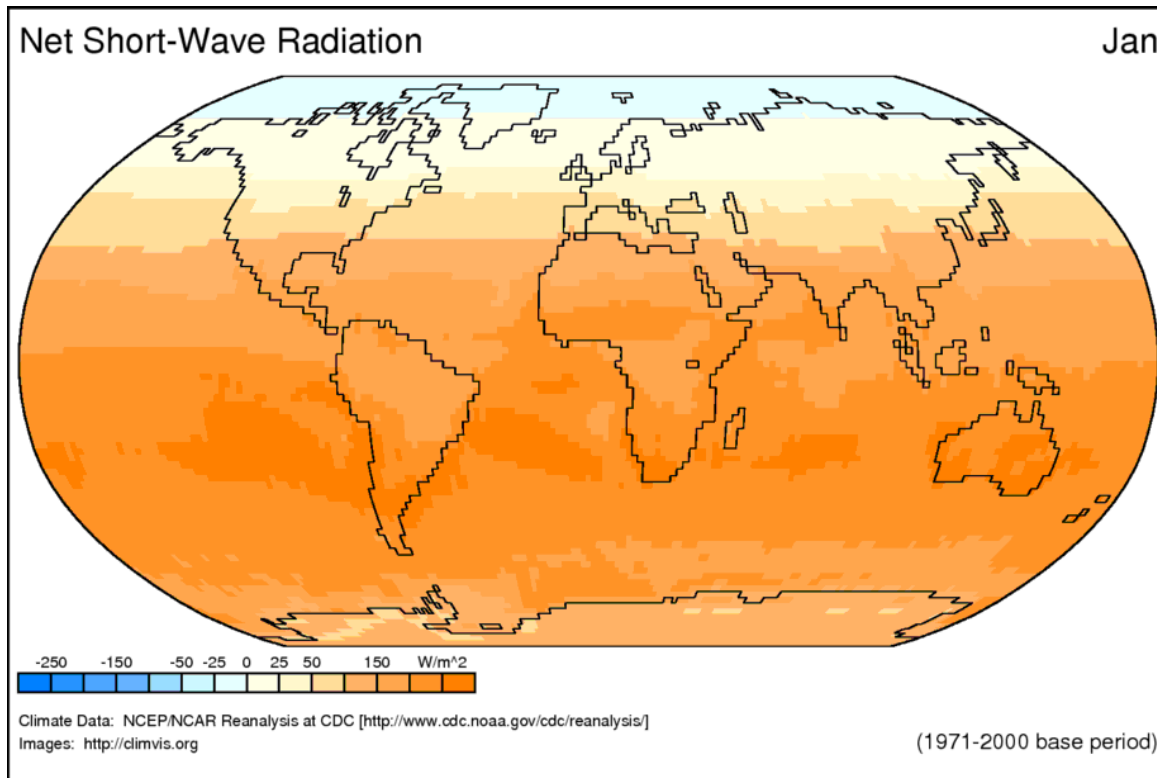 Net Short-Wave Radiation Jan
-250 -150 -50 -25 0 25 50 150 W/m^2
Climate Data: NCEP/NCAR Reanalysis at CDC [http://www.cdc.noaa.gov/cdc/reanalysis/]
Images: http://climvis.org
(1971-2000 base period)